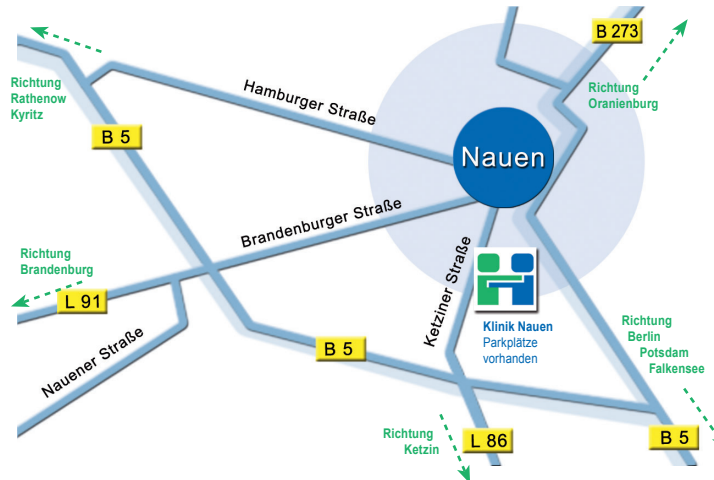 B 273
Richtung
Rathenow
Kyritz
Hamburger Straße
Richtung
Oranienburg
B 5
Nauen
Brandenburger Straße
Richtung
Brandenburg
L 91
Ketziner Straße
Klinik Nauen
Parkplätze
vorhanden
Richtung
Berlin
Potsdam
Falkensee
Nauener Straße
B 5
Richtung
Ketzin
L 86
B 5